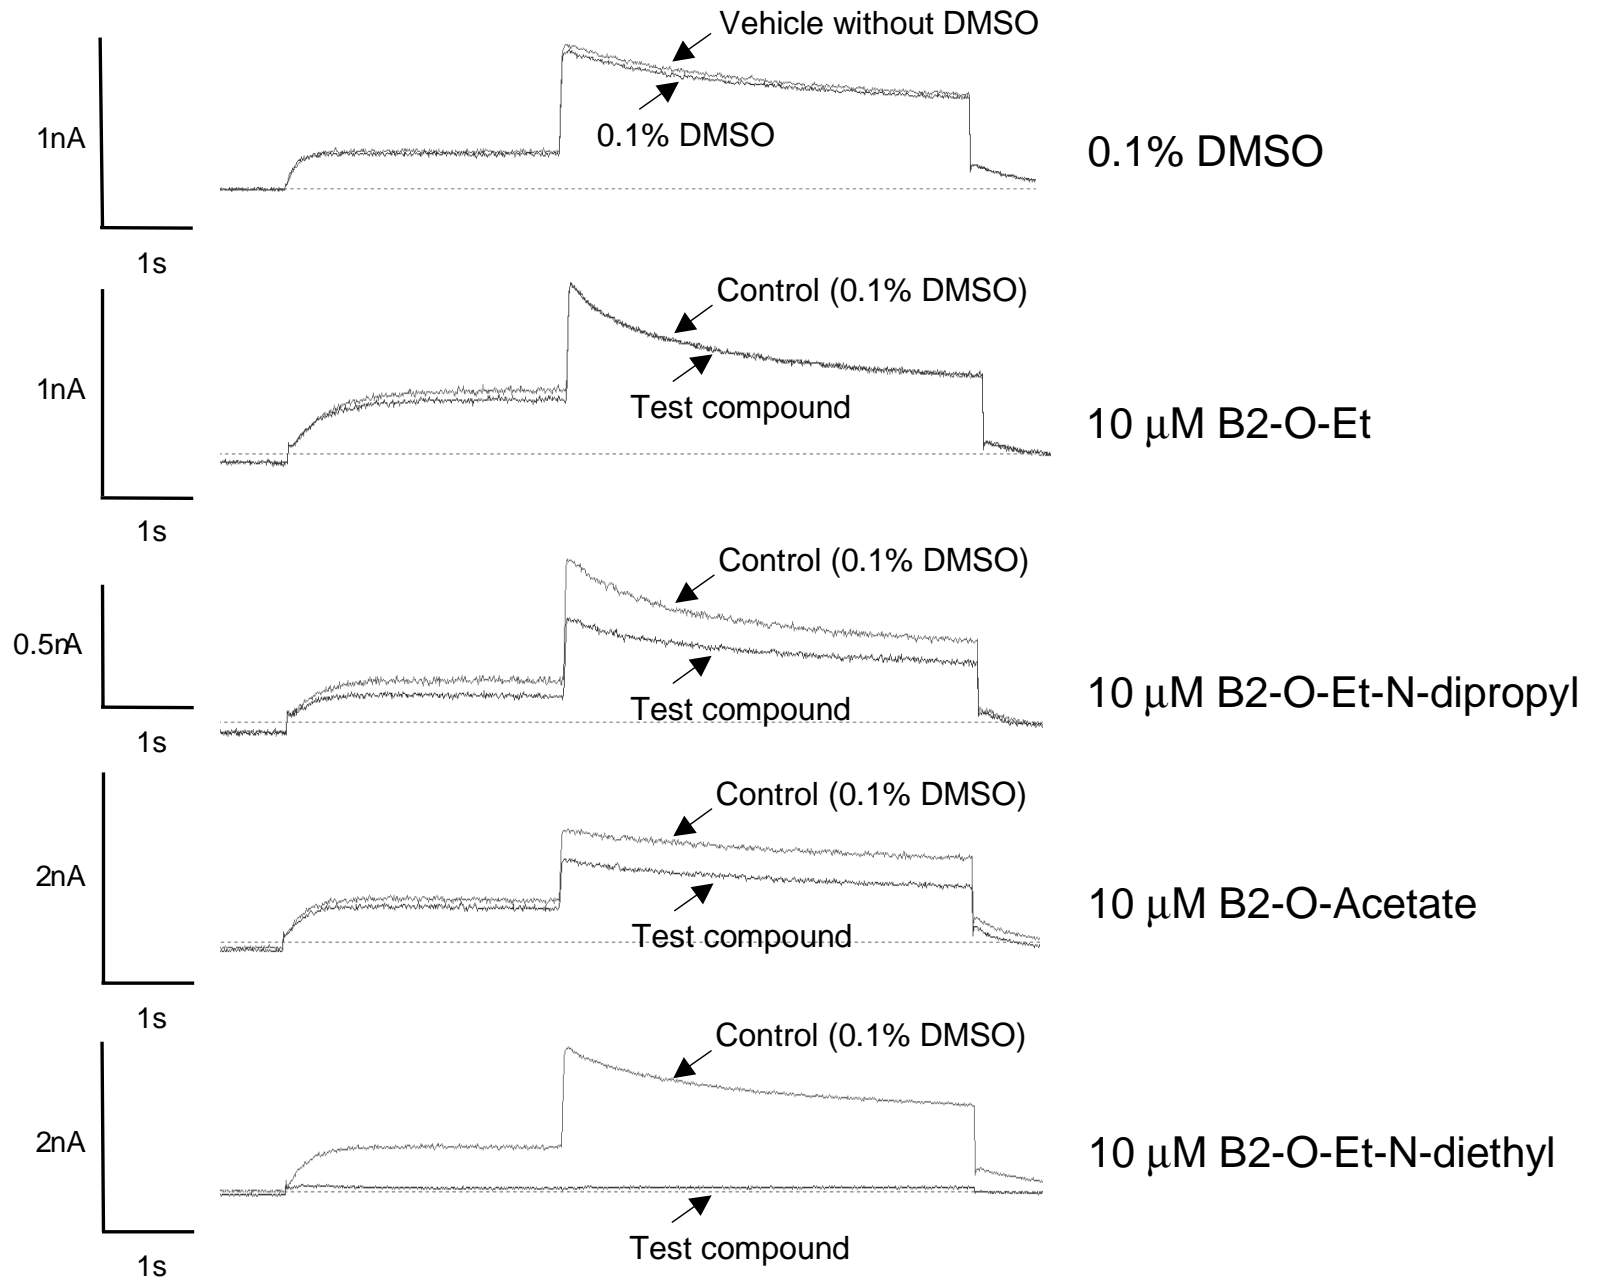 Vehicle without DMSO
1nA
0.1% DMSO
0.1% DMSO
1s
Control (0.1% DMSO)
1nA
Test compound
10 μM B2-O-Et
1s
Control (0.1% DMSO)
0.5nA
Test compound
10 μM B2-O-Et-N-dipropyl
1s
Control (0.1% DMSO)
2nA
Test compound
10 μM B2-O-Acetate
1s
Control (0.1% DMSO)
2nA
10 μM B2-O-Et-N-diethyl
Test compound
1s